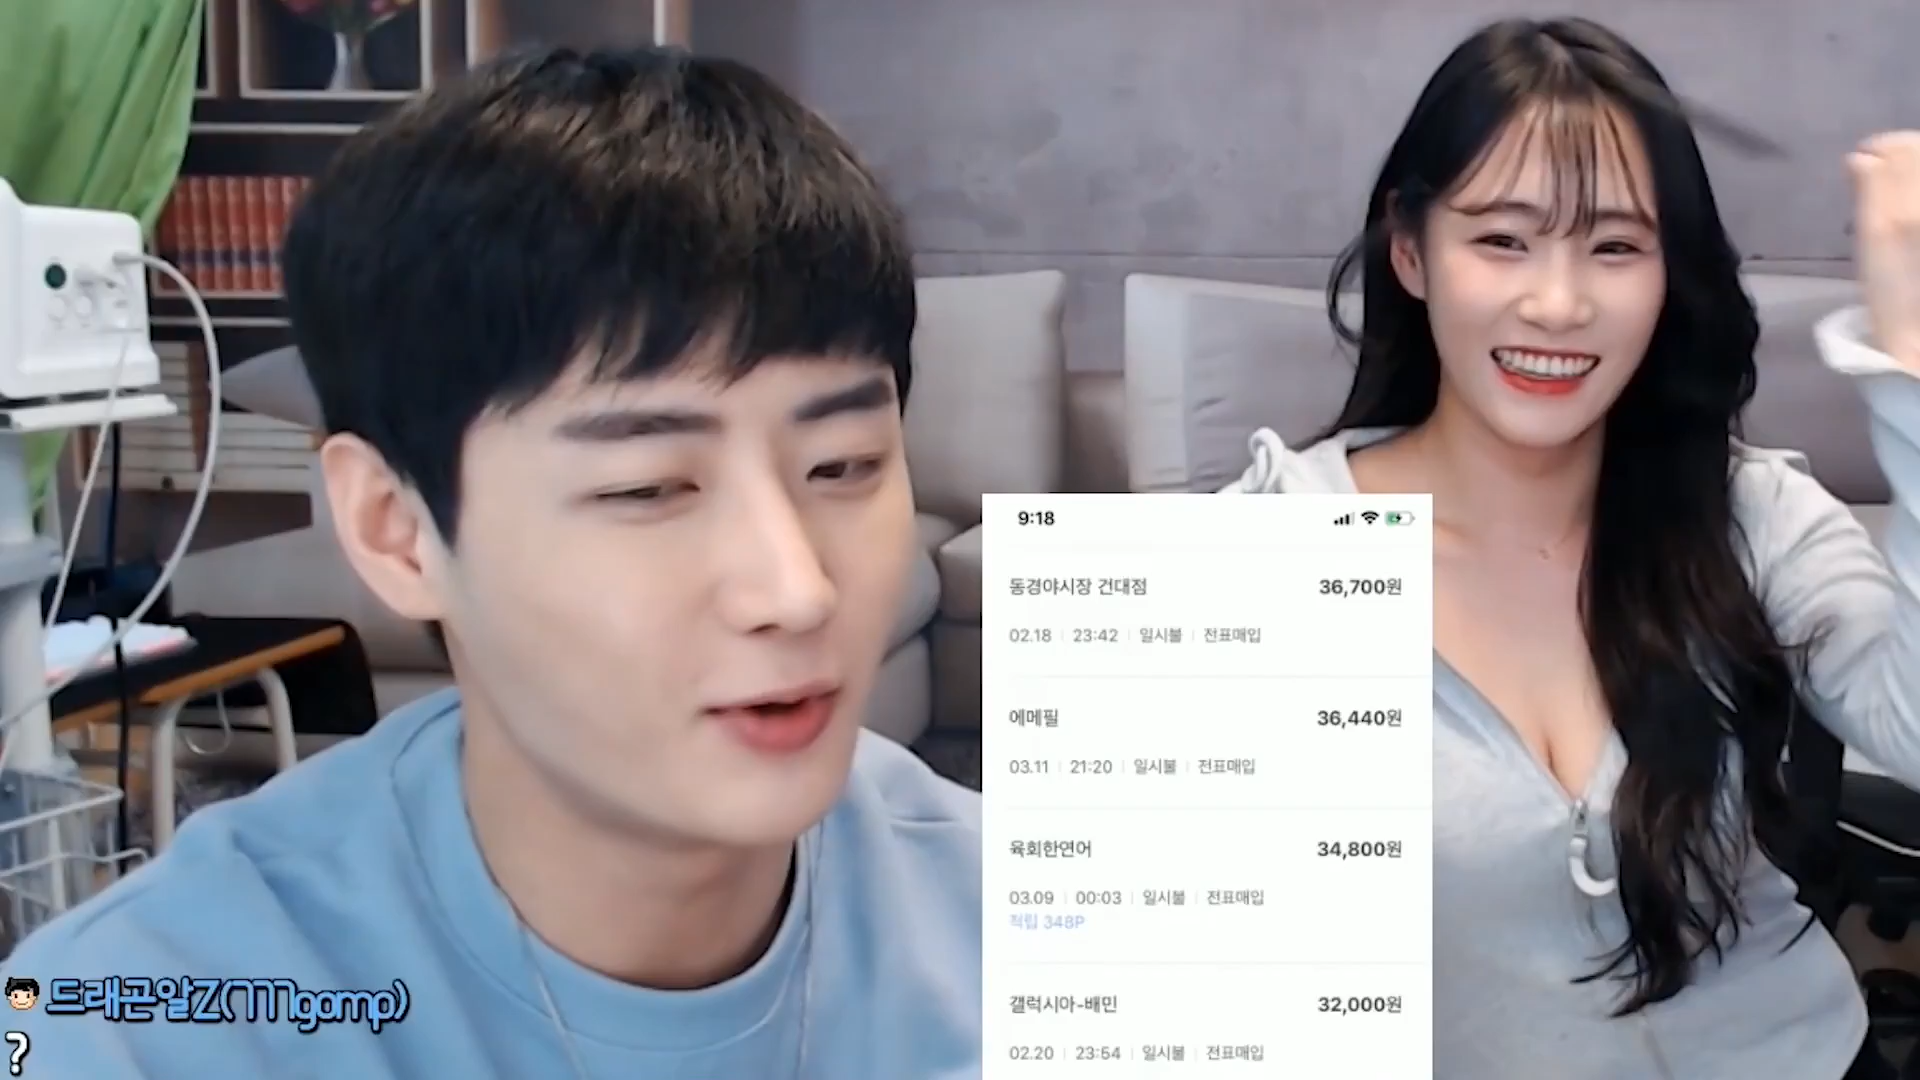 9:18
동경야시장 건대점 36,700원
02.18 | 23:42 | 일시불 | 전표매입
에메필 36,440원
03.11 | 21:20 | 일시불 | 전표매입
육회한연어 34,800원
03.09 | 00:03 | 일시불 | 전표매입
적립 348P
갤럭시아-배민 32,000원
02.20 | 23:54 | 일시불 | 전표매입
드래곤알Z(777gomp)
?